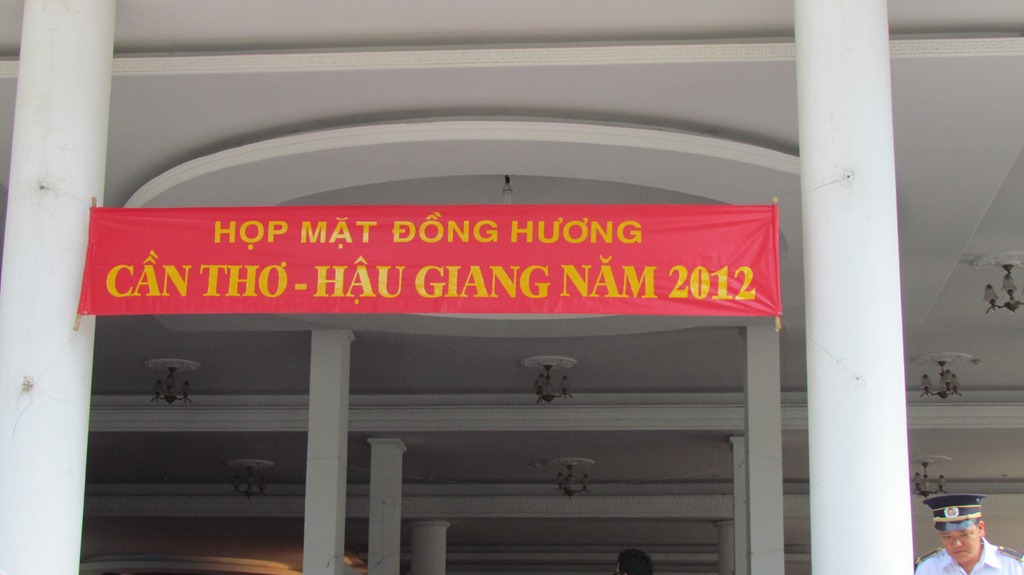 HỌP MẶT ĐỒNG HƯƠNG
CẦN THƠ - HẬU GIANG NĂM 2012